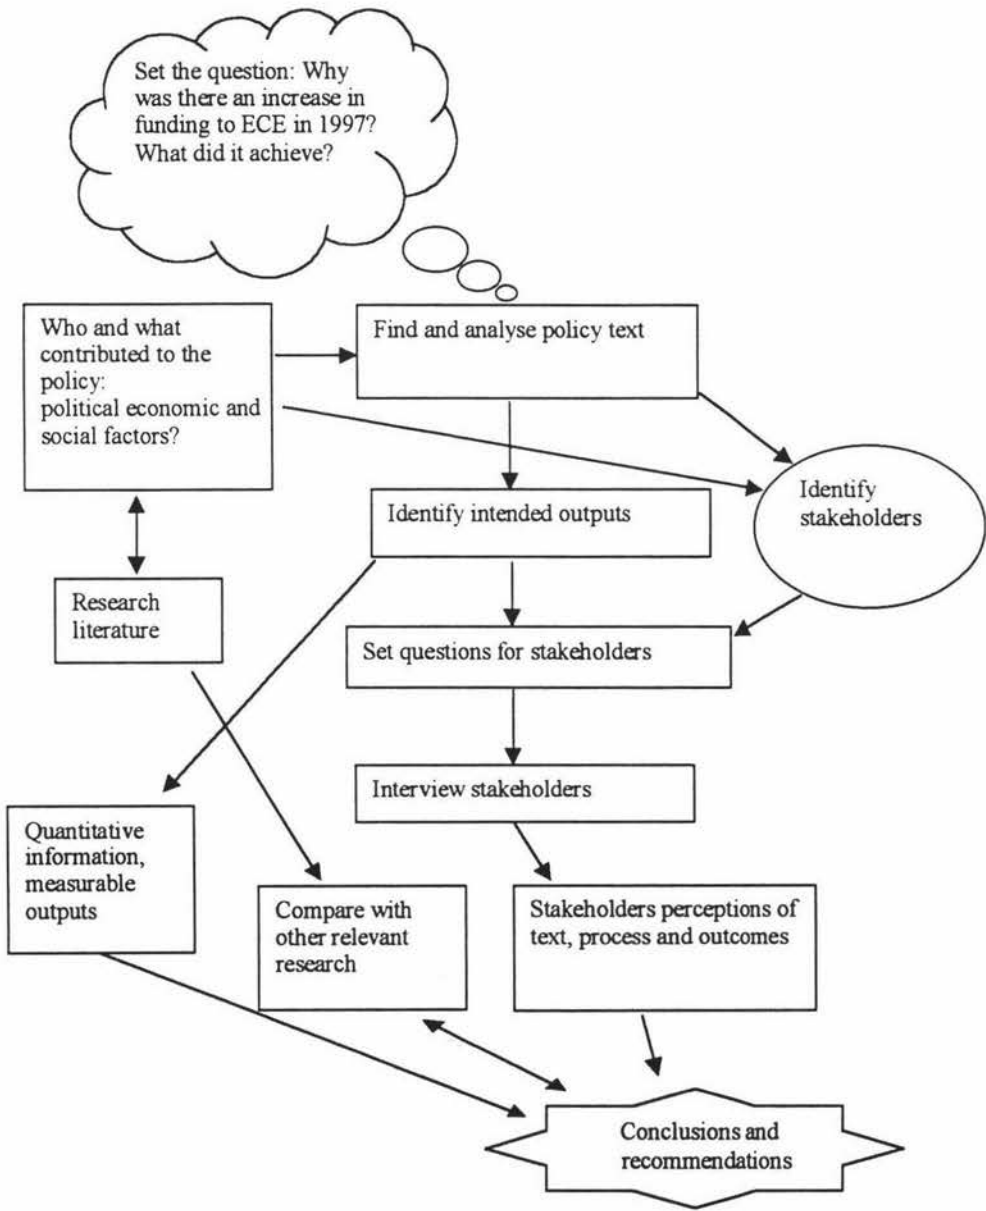 Set the question: Why
was there an increase in
funding to ECE in 1997?
What did it achieve?
Who and what
contributed to the
policy:
political economic and
social factors?
Find and analyse policy text
Identify
stakeholders
Identify intended outputs
Research
literature
Set questions for stakeholders
Interview stakeholders
Quantitative
information,
measurable
outputs
Compare with
other relevant
research
Stakeholders perceptions of
text, process and outcomes
Conclusions and
recommendations